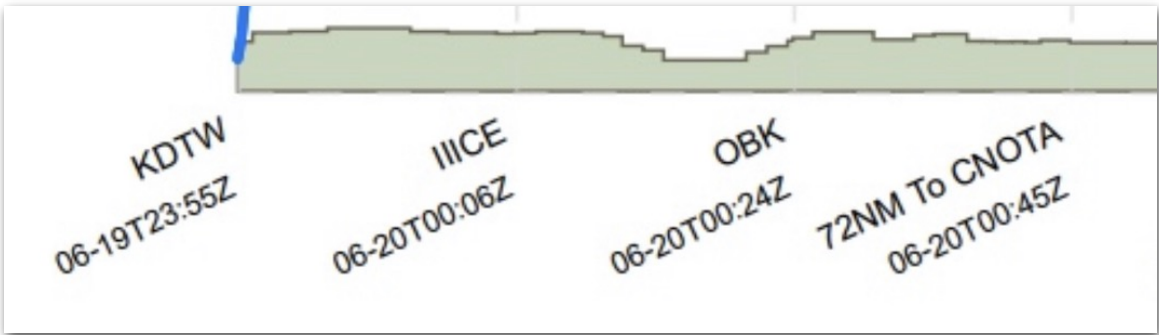 KDTW
06-19T23:55Z
IIICE
06-20T00:06Z
OBK
06-20T00:24Z
72NM To CNOTA
06-20T00:45Z